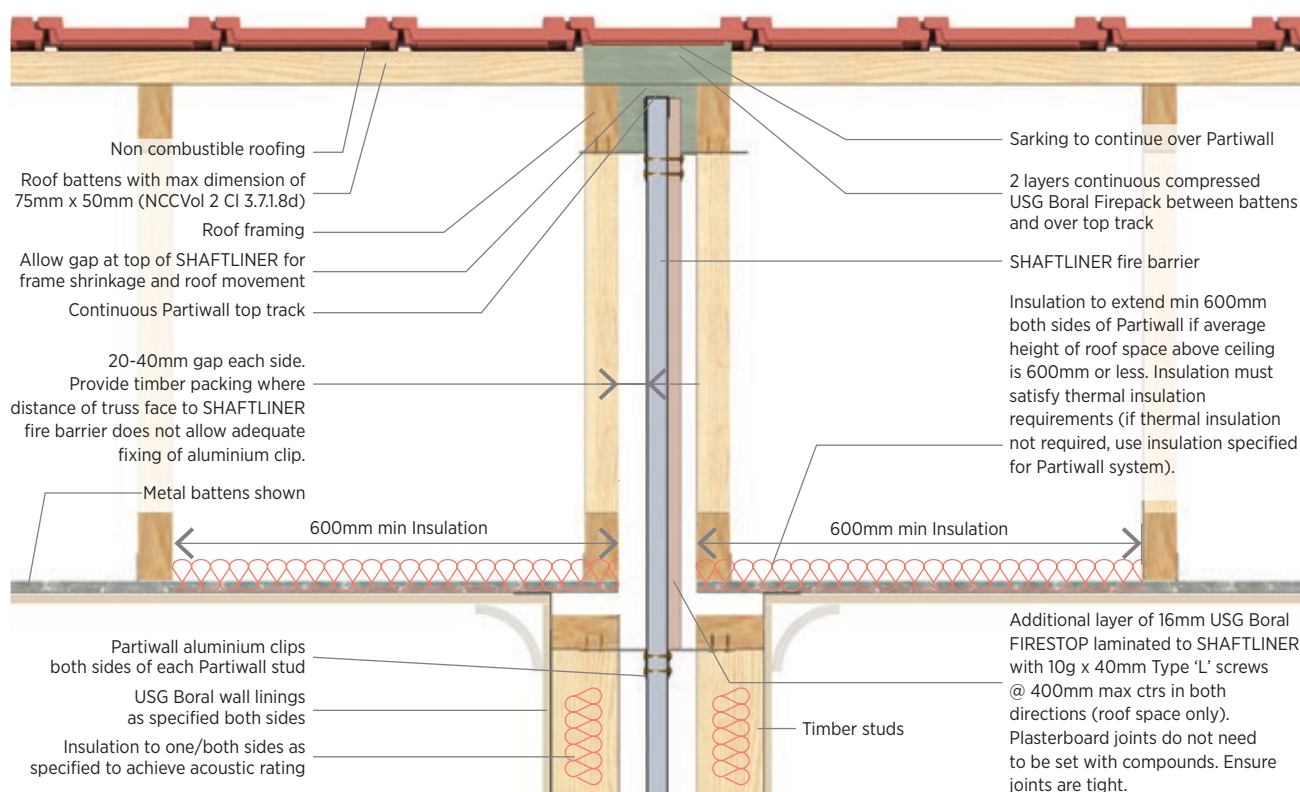 Non combustible roofing
Roof battens with max dimension of
75mm x 50mm (NCCVol 2 Cl 3.7.1.8d)
Roof framing
Allow gap at top of SHAFTLINER for
frame shrinkage and roof movement
Continuous Partiwall top track
20-40mm gap each side.
Provide timber packing where
distance of truss face to SHAFTLINER
fire barrier does not allow adequate
fixing of aluminium clip.
Metal battens shown
600mm min Insulation
Partiwall aluminium clips
both sides of each Partiwall stud
USG Boral wall linings
as specified both sides
Insulation to one/both sides as
specified to achieve acoustic rating
Sarking to continue over Partiwall
2 layers continuous compressed
USG Boral Firepack between battens
and over top track
SHAFTLINER fire barrier
Insulation to extend min 600mm
both sides of Partiwall if average
height of roof space above ceiling
is 600mm or less. Insulation must
satisfy thermal insulation
requirements (if thermal insulation
not required, use insulation specified
for Partiwall system).
600mm min Insulation
Additional layer of 16mm USG Boral
FIRESTOP laminated to SHAFTLINER
with 10g x 40mm Type ‘L’ screws
@ 400mm max ctrs in both
directions (roof space only).
Plasterboard joints do not need
to be set with compounds. Ensure
joints are tight.
Timber studs